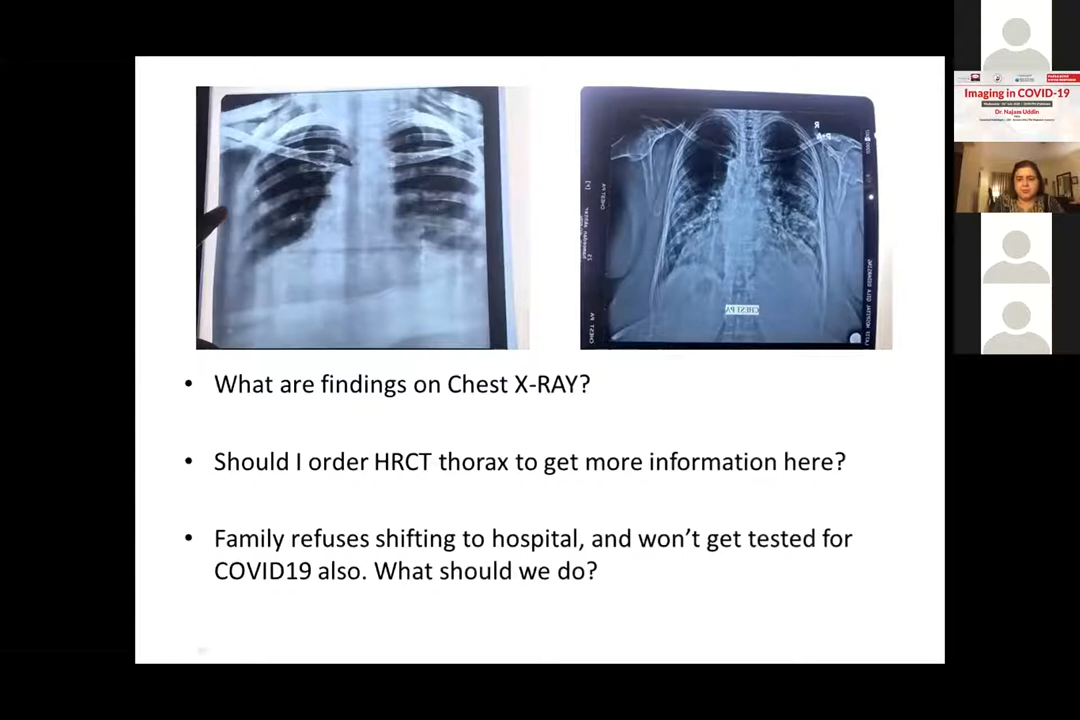 What are findings on Chest X-RAY?
Should I order HRCT thorax to get more information here?
Family refuses shifting to hospital, and won't get tested for
COVID19 also. What should we do?
CHEST PA
Imaging in COVID-19
Dr. Najam Uddin